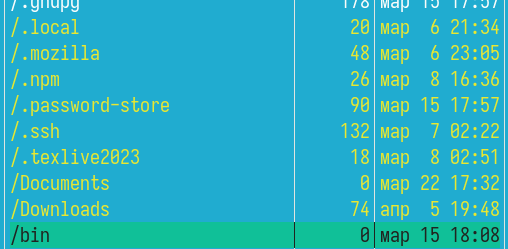 /.gnupg 178 мар 15 17:57
/.local 20 мар 6 21:34
/.mozilla 48 мар 6 23:05
/.npm 26 мар 8 16:36
/.password-store 90 мар 15 17:57
/.ssh 132 мар 7 02:22
/.texlive2023 18 мар 8 02:51
/Documents 0 мар 22 17:32
/Downloads 74 апр 5 19:48
/bin 0 мар 15 18:08